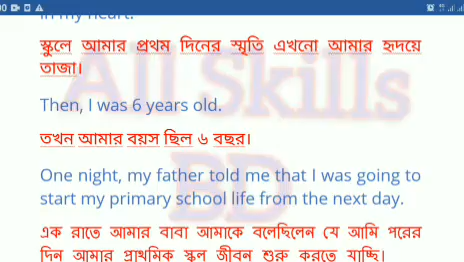 in my heart.
স্কুলে আমার প্রথম দিনের স্মৃতি এখনো আমার হৃদয়ে
তাজা।
Then, I was 6 years old.
তখন আমার বয়স ছিল ৬ বছর।
One night, my father told me that I was going to
start my primary school life from the next day.
এক রাতে আমার বাবা আমাকে বলেছিলেন যে আমি পরের
দিন আমার প্রাথমিক স্কুল জীবন শুরু করতে যাচ্ছি।
All Skills
BD